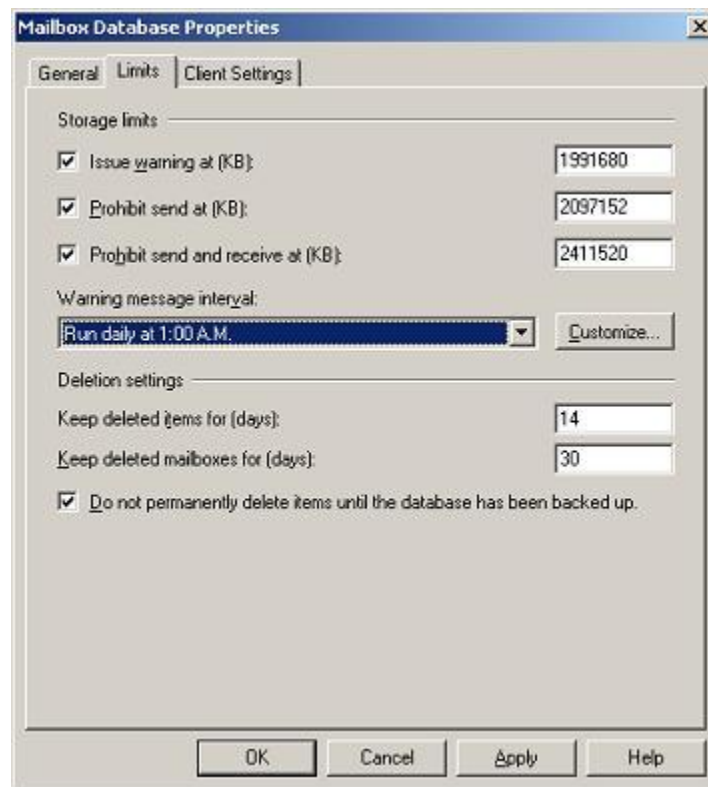 Mailbox Database Properties
General Limits Client Settings
Storage limits
Issue warning at (KB): 1991680
Prohibit send at (KB): 2097152
Prohibit send and receive at (KB): 2411520
Warning message interval:
Run daily at 1:00 A.M. Customize...
Deletion settings
Keep deleted items for (days): 14
Keep deleted mailboxes for (days): 30
Do not permanently delete items until the database has been backed up.
OK Cancel Apply Help